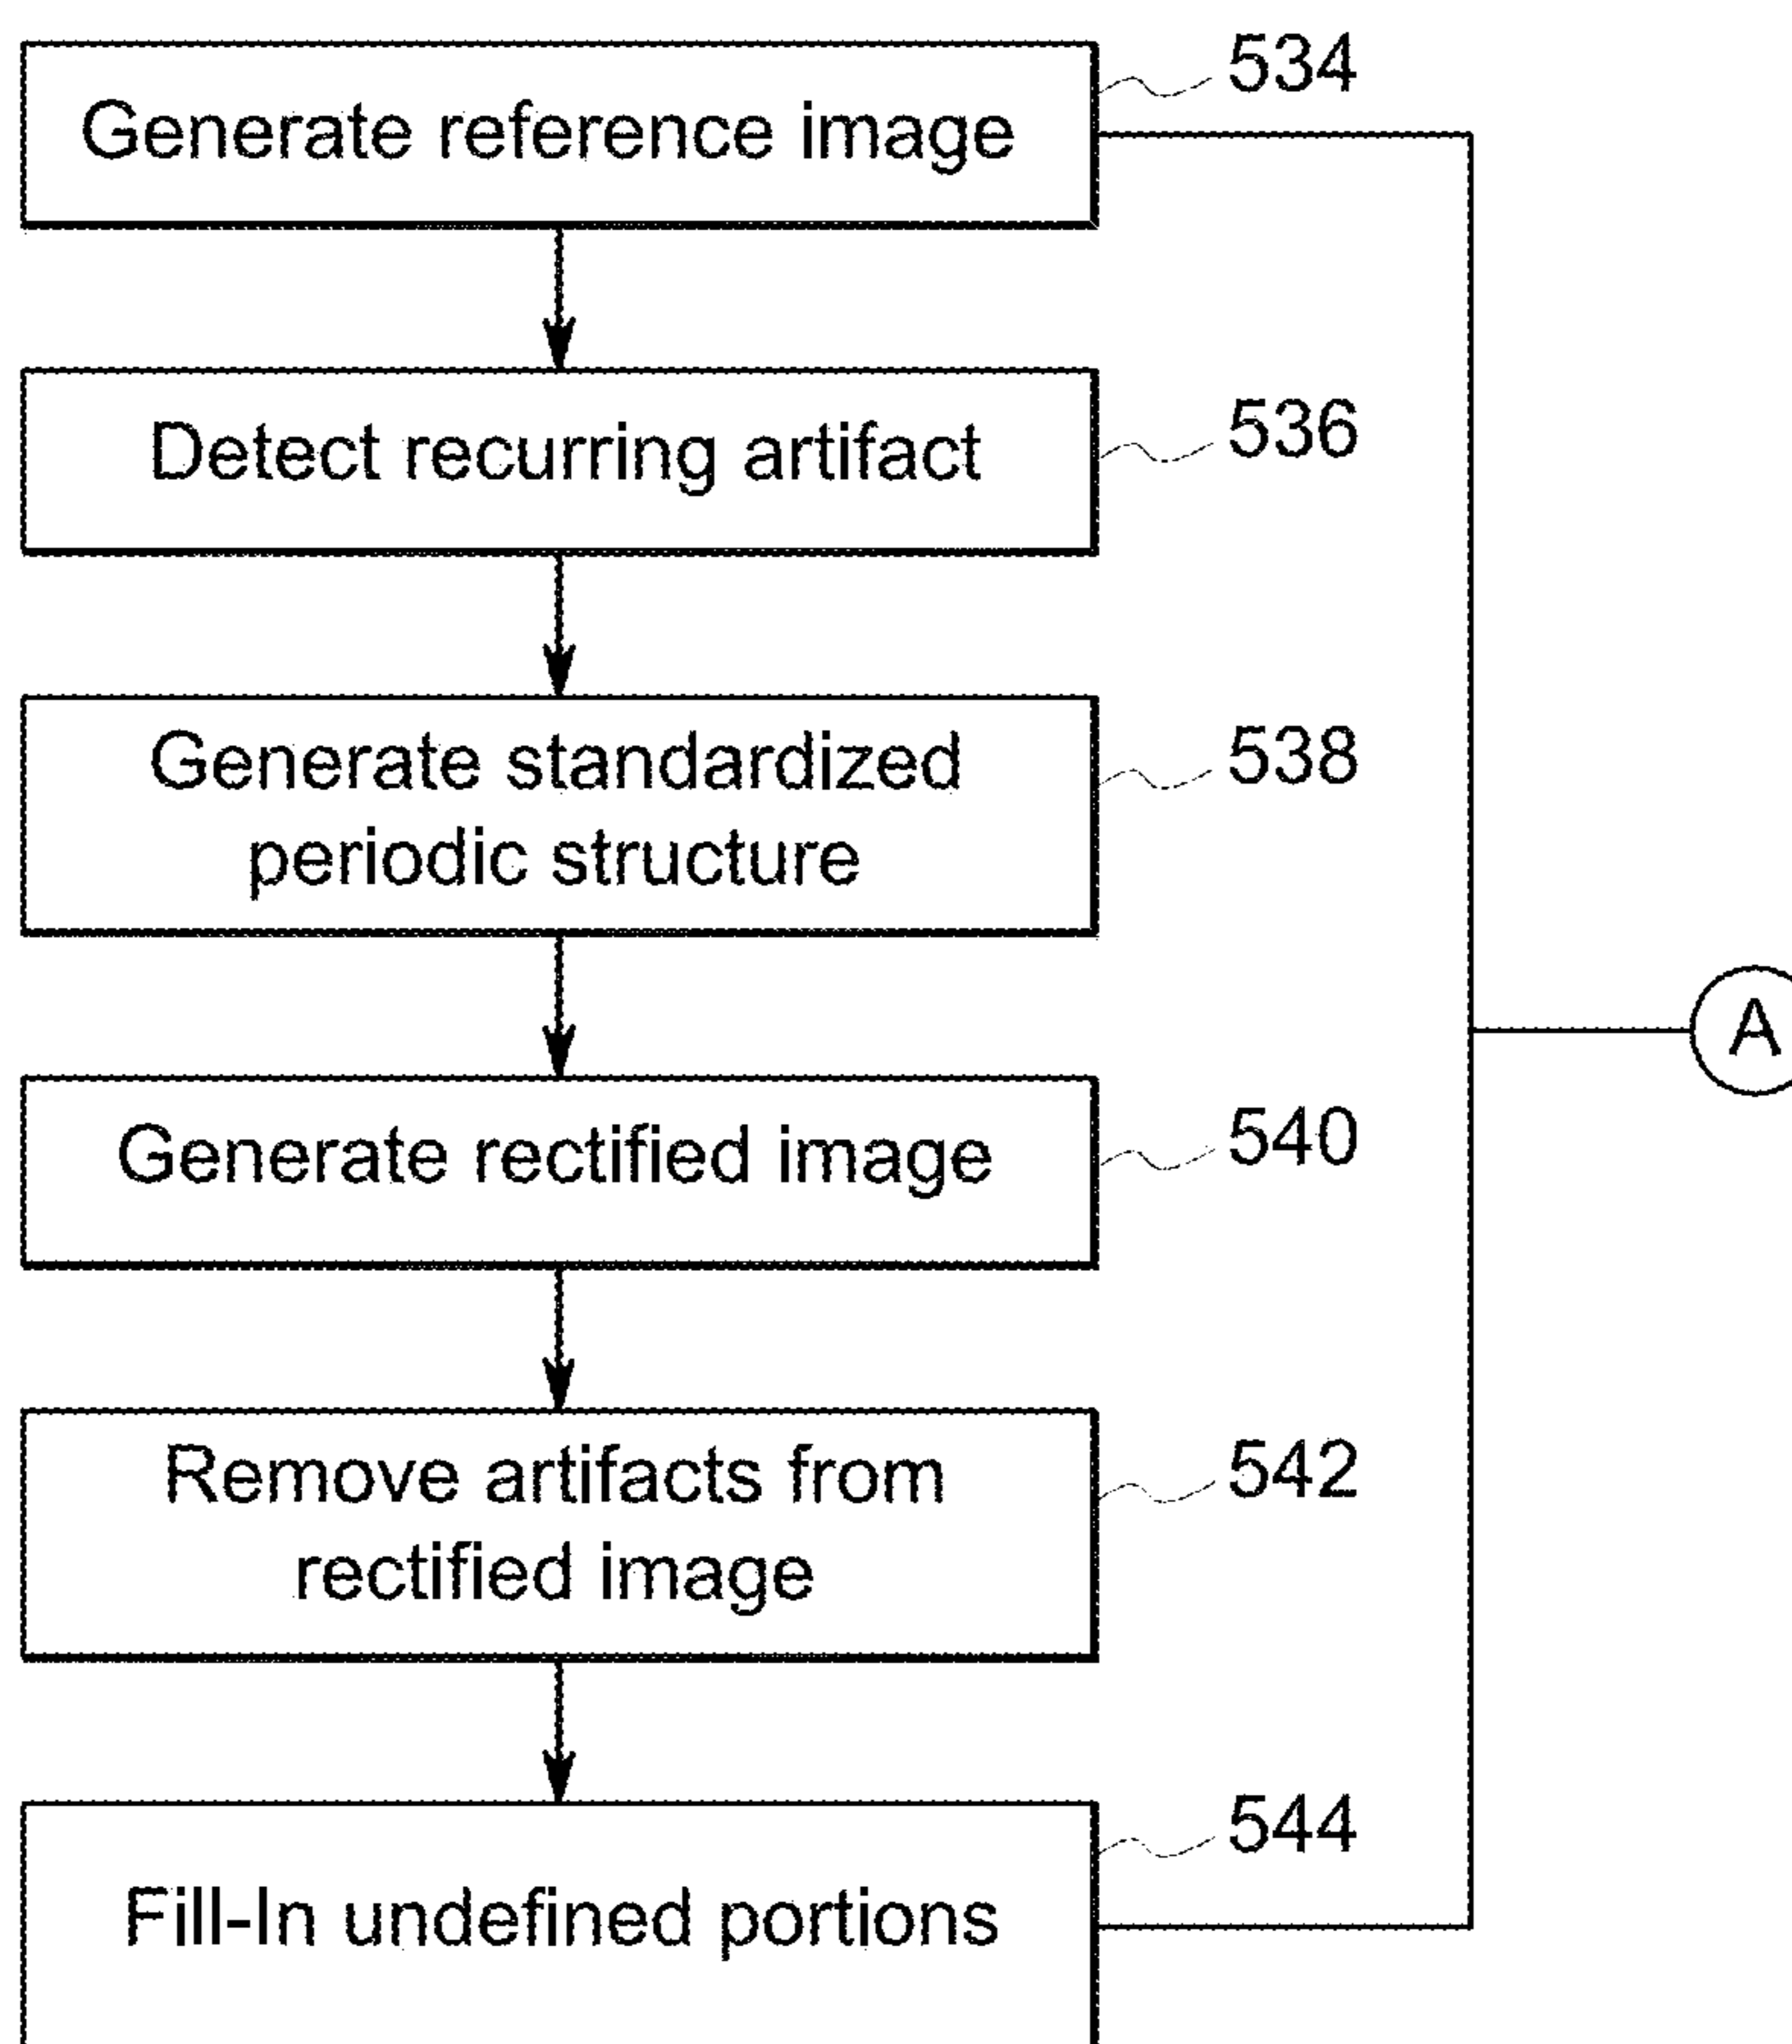 Generate reference image
534
Detect recurring artifact
536
Generate standardized
periodic structure
538
A
Generate rectified image
540
Remove artifacts from
rectified image
542
Fill-In undefined portions
544